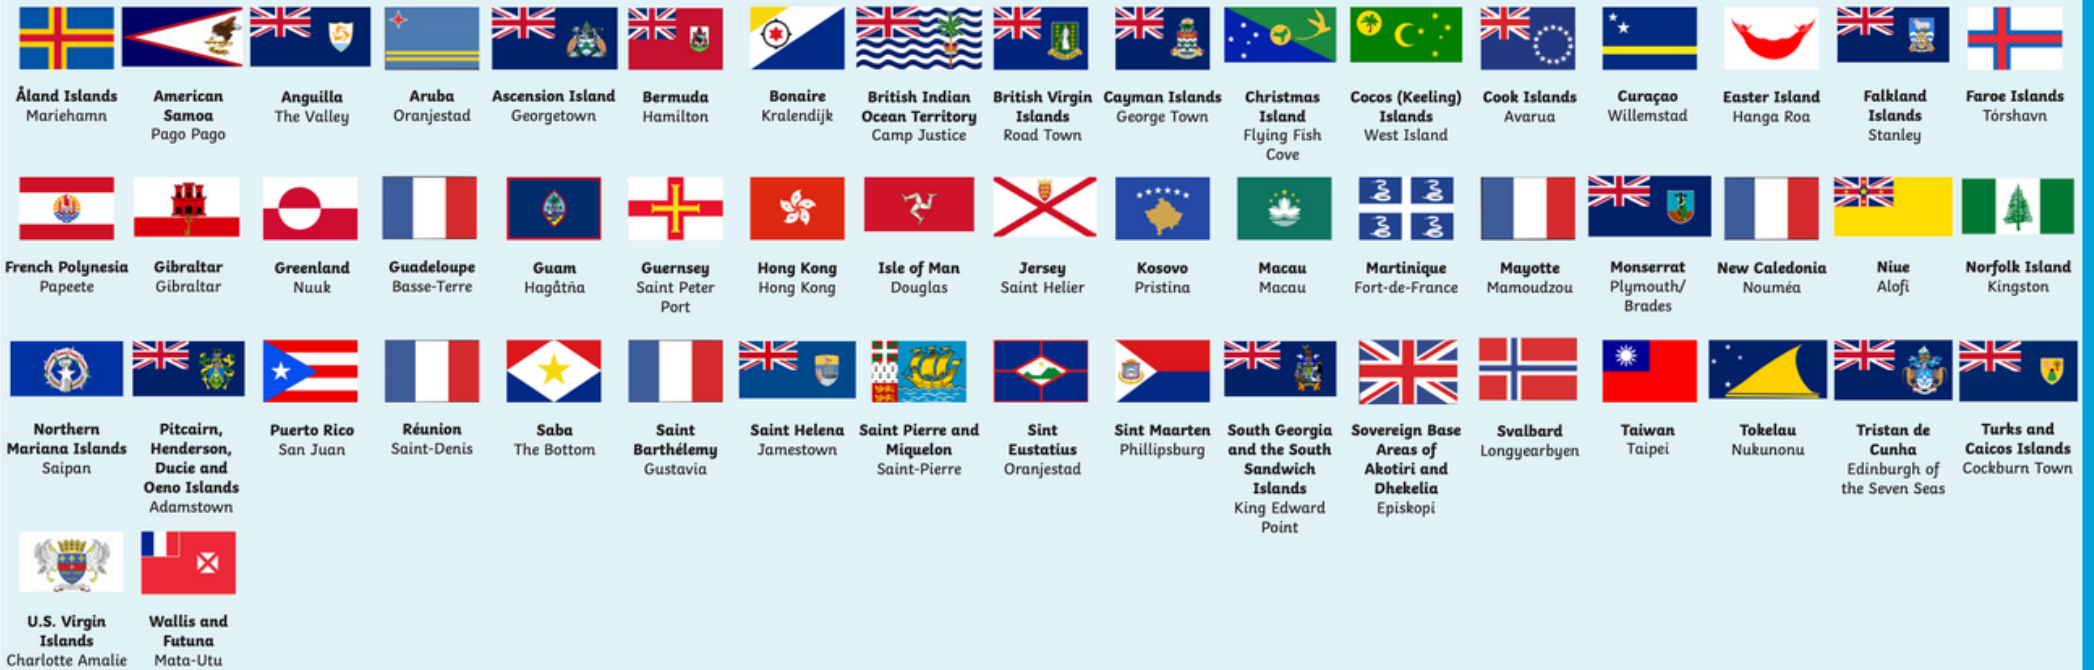 Åland Islands
Mariehamn
American
Samoa
Pago Pago
Anguilla
The Valley
Aruba
Oranjestad
Ascension Island
Georgetown
Bermuda
Hamilton
Bonaire
Kralendijk
British Indian
Ocean Territory
Camp Justice
British Virgin
Islands
Road Town
Cayman Islands
George Town
Christmas
Island
Flying Fish
Cove
Cocos (Keeling)
Islands
West Island
Cook Islands
Avarua
Curaçao
Willemstad
Easter Island
Hanga Roa
Falkland
Islands
Stanley
Faroe Islands
Tórshavn
French Polynesia
Papeete
Gibraltar
Gibraltar
Greenland
Nuuk
Guadeloupe
Basse-Terre
Guam
Hagåtña
Guernsey
Saint Peter
Port
Hong Kong
Hong Kong
Isle of Man
Douglas
Jersey
Saint Helier
Kosovo
Pristina
Macau
Macau
Martinique
Fort-de-France
Mayotte
Mamoudzou
Monserrat
Plymouth/
Brades
New Caledonia
Nouméa
Niue
Alofi
Norfolk Island
Kingston
Northern
Mariana Islands
Saipan
Pitcairn,
Henderson,
Ducie and
Oeno Islands
Adamstown
Puerto Rico
San Juan
Réunion
Saint-Denis
Saba
The Bottom
Saint
Barthélemy
Gustavia
Saint Helena
Jamestown
Saint Pierre and
Miquelon
Saint-Pierre
Sint
Eustatius
Oranjestad
Sint Maarten
Phillipsburg
South Georgia
and the South
Sandwich
Islands
King Edward
Point
Sovereign Base
Areas of
Akotiri and
Dhekelia
Episkopi
Svalbard
Longyearbyen
Taiwan
Taipei
Tokelau
Nukunonu
Tristan de
Cunha
Edinburgh of
the Seven Seas
Turks and
Caicos Islands
Cockburn Town
U.S. Virgin
Islands
Charlotte Amalie
Wallis and
Futuna
Mata-Utu